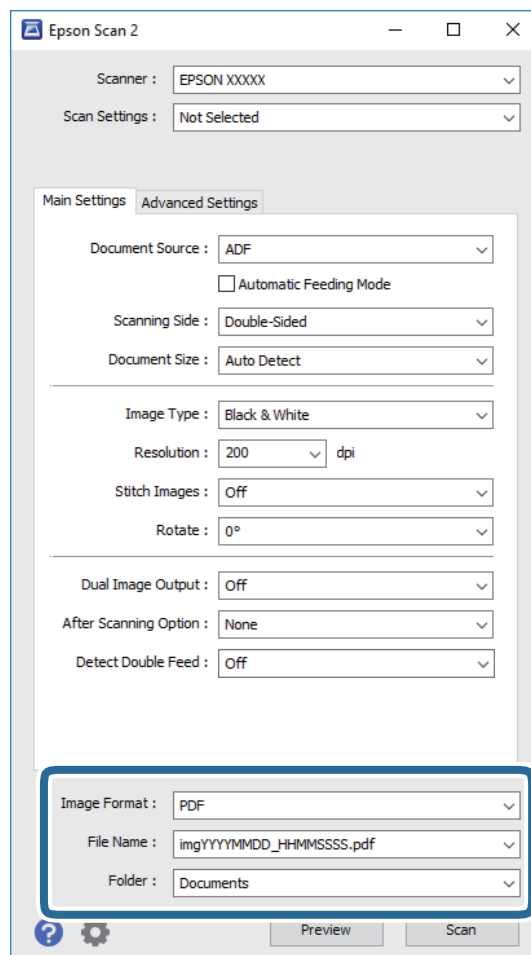 Epson Scan 2
Scanner : EPSON XXXXX
Scan Settings : Not Selected
Main Settings Advanced Settings
Document Source : ADF
Automatic Feeding Mode
Scanning Side : Double-Sided
Document Size : Auto Detect
Image Type : Black & White
Resolution : 200 dpi
Stitch Images : Off
Rotate : 0°
Dual Image Output : Off
After Scanning Option : None
Detect Double Feed : Off
Image Format : PDF
File Name : imgYYYYMMDD_HHMMSSSS.pdf
Folder : Documents
? Preview Scan